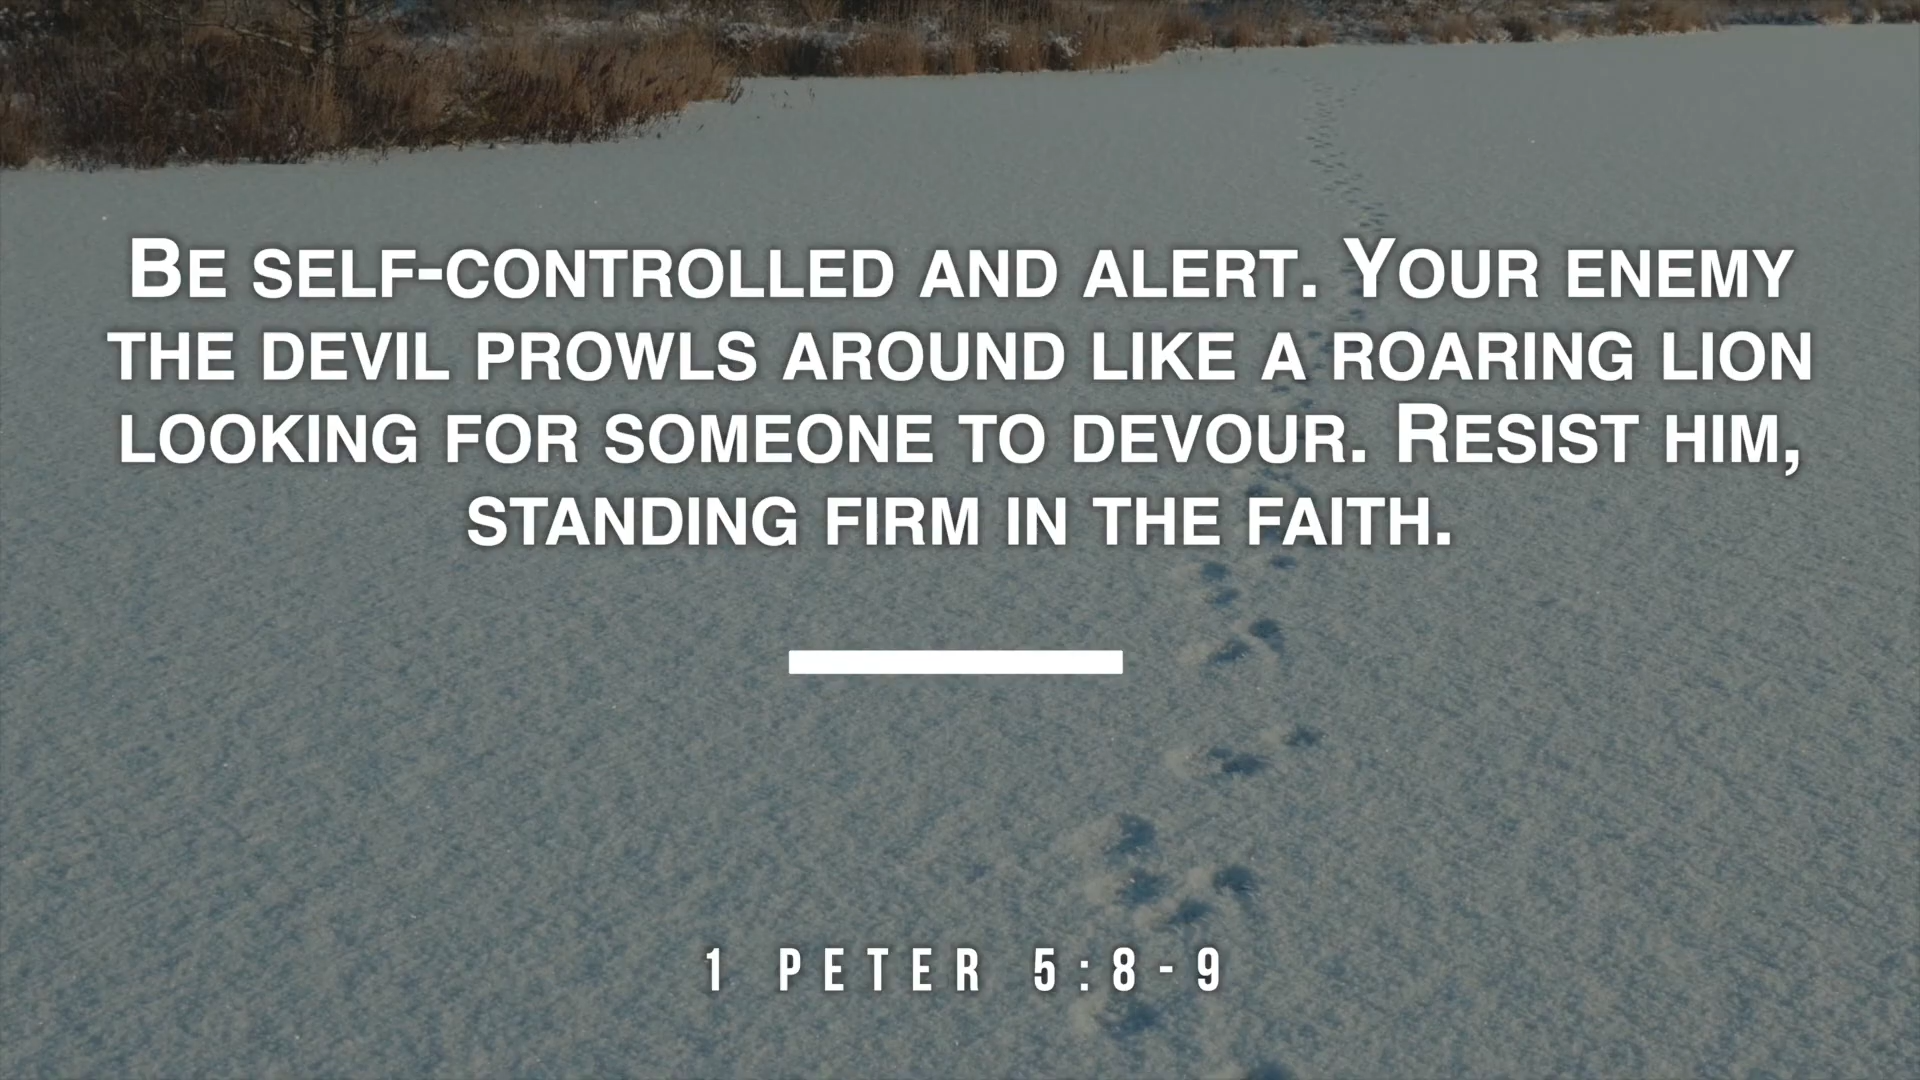 Be self-controlled and alert. Your enemy
the devil prowls around like a roaring lion
looking for someone to devour. Resist him,
standing firm in the faith.
1 PETER 5:8-9